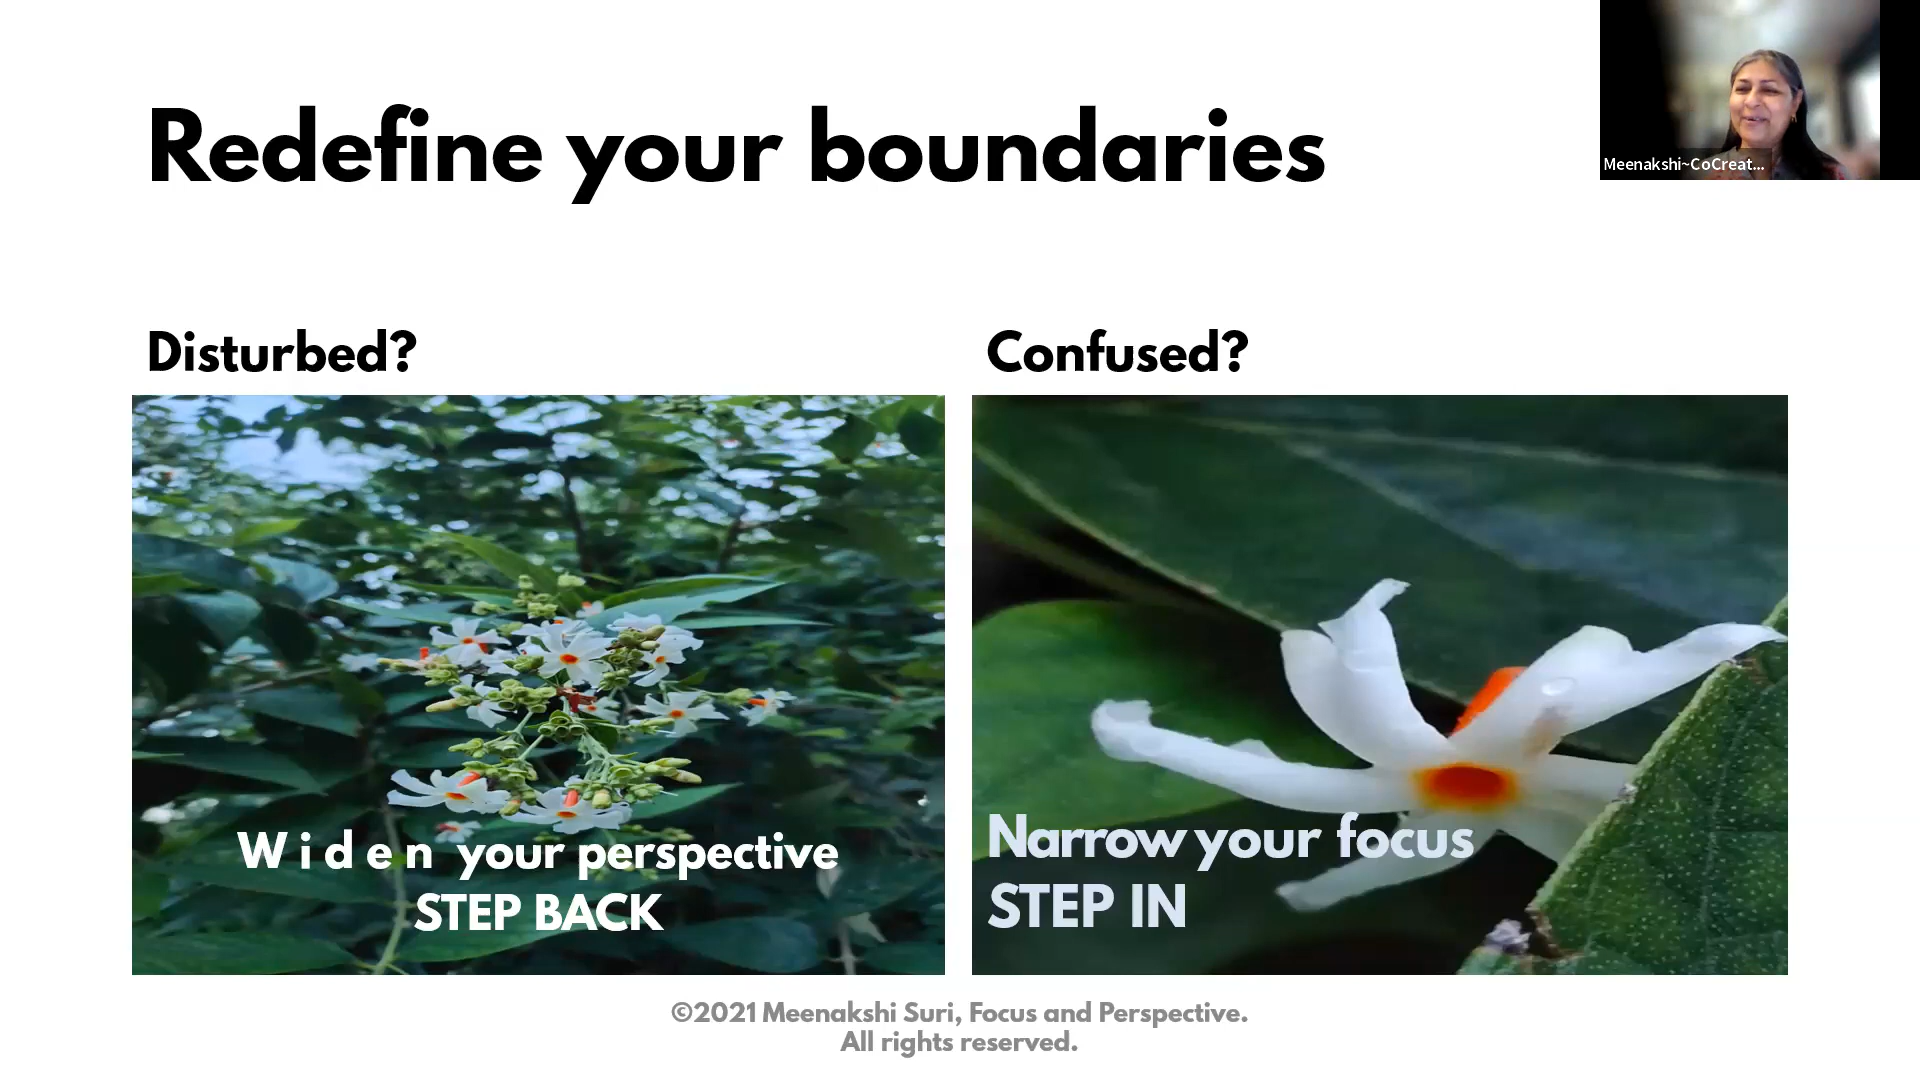 Redefine your boundaries
Meenakshi~CoCreat...
Disturbed?
Confused?
W i d e n your perspective
STEP BACK
Narrow your focus
STEP IN
©2021 Meenakshi Suri, Focus and Perspective.
All rights reserved.